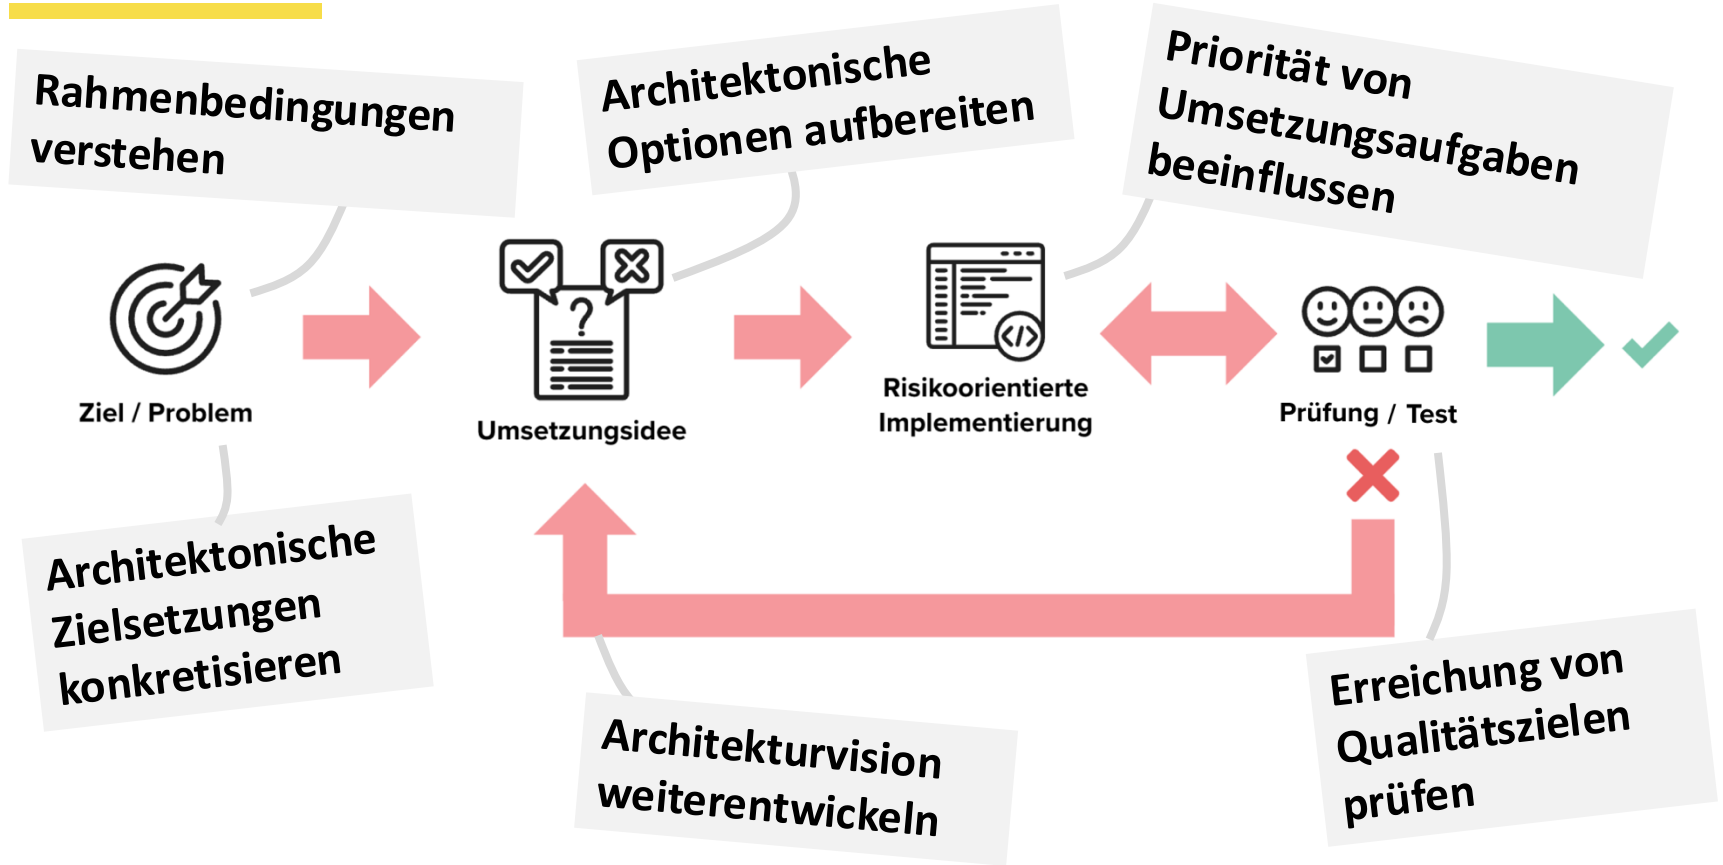 Rahmenbedingungen
verstehen
Architektonische
Optionen aufbereiten
Priorität von
Umsetzungsaufgaben
beeinflussen
?
</>
Ziel / Problem
Umsetzungsidee
Risikoorientierte
Implementierung
Prüfung / Test
Architektonische
Zielsetzungen
konkretisieren
Architekturvision
weiterentwickeln
Erreichung von
Qualitätszielen
prüfen